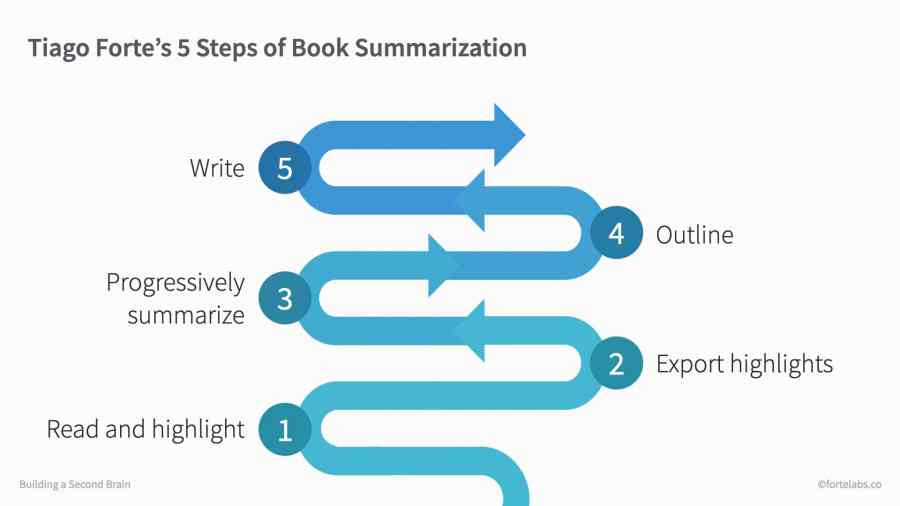 Tiago Forte’s 5 Steps of Book Summarization
Write
5
4
Outline
Progressively
summarize
3
2
Export highlights
Read and highlight
1
Building a Second Brain
©fortelabs.co